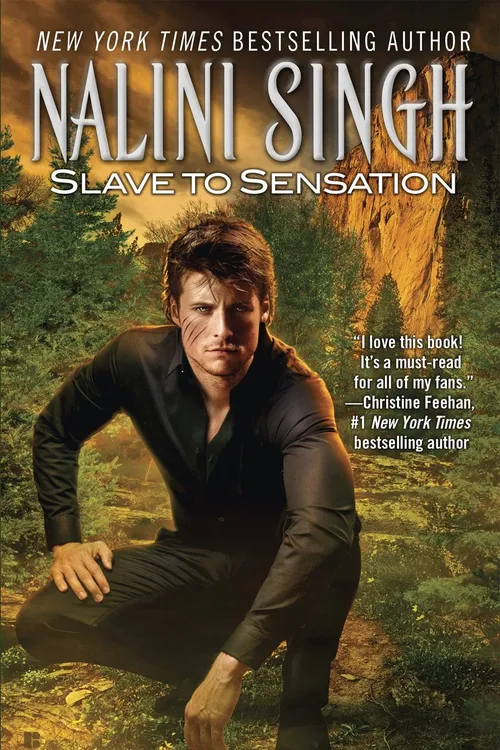 NEW YORK TIMES BESTSELLING AUTHOR
NALINI SINGH
SLAVE TO SENSATION
“I love this book!
It’s a must-read
for all of my fans.”
—Christine Feehan,
#1 New York Times
bestselling author
B